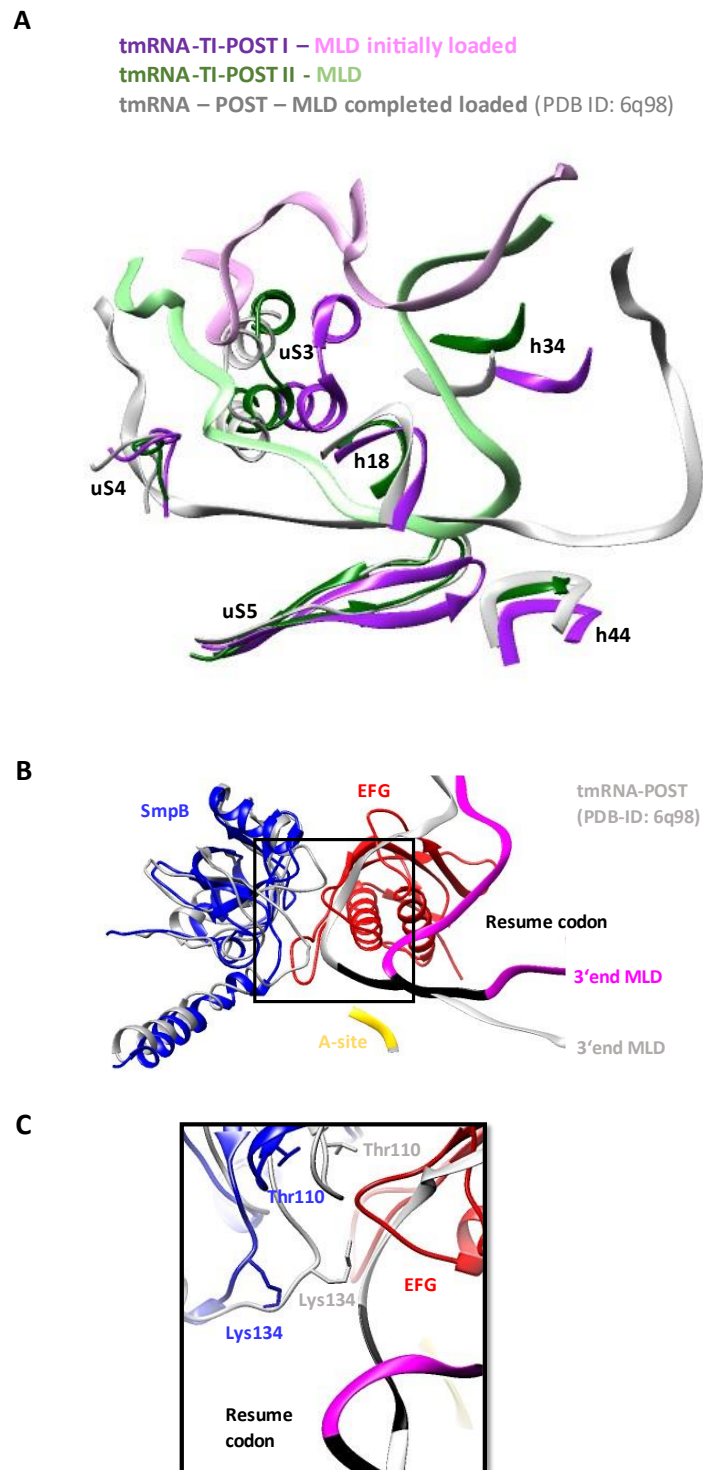 A
tmRNA-TI-POST I – MLD initially loaded
tmRNA-TI-POST II - MLD
tmRNA – POST – MLD completed loaded (PDB ID: 6q98)
uS3
h34
h18
uS4
uS5
h44
B
EFG
SmpB
tmRNA-POST
(PDB-ID: 6q98)
Resume codon
3‘end MLD
A-site
3‘end MLD
C
Thr110
Thr110
EFG
Lys134
Lys134
Resume
codon